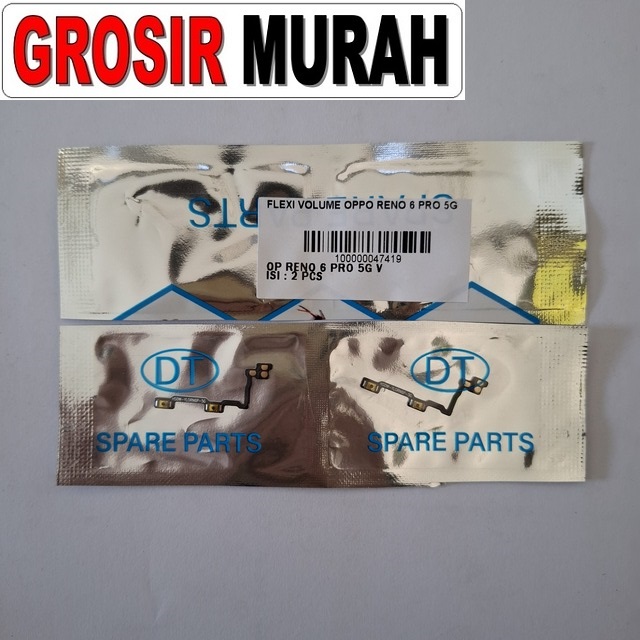 GROSIR MURAH
FLEXI VOLUME OPPO RENO 6 PRO 5G
100000047419
OP RENO 6 PRO 5G V
ISI : 2 PCS
DT
SPARE PARTS
DT
SPARE PARTS